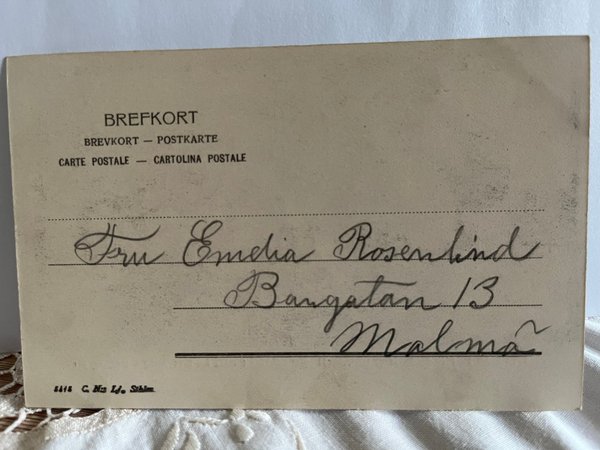 BREFKORT
BREVKORT — POSTKARTE
CARTE POSTALE — CARTOLINA POSTALE
Fru Emelia Rosenlind
Bangatan 13
Malmö
C.